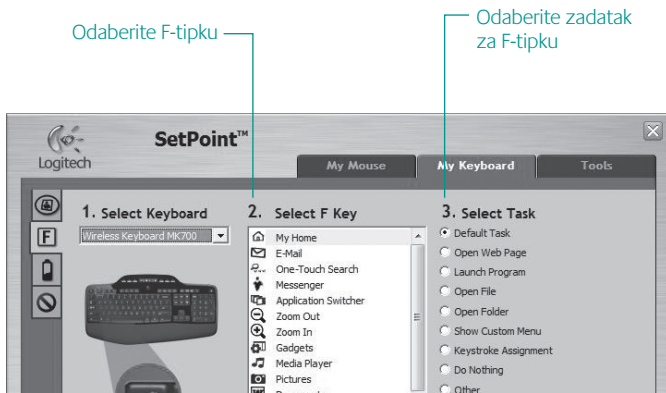 Odaberite F-tipku
Odaberite zadatak
za F-tipku
Logitech
SetPoint™
My Mouse
My Keyboard
Tools
1. Select Keyboard
Wireless Keyboard MK700
2. Select F Key
My Home
E-Mail
One-Touch Search
Messenger
Application Switcher
Zoom Out
Zoom In
Gadgets
Media Player
Pictures
3. Select Task
Default Task
Open Web Page
Launch Program
Open File
Open Folder
Show Custom Menu
Keystroke Assignment
Do Nothing
Other